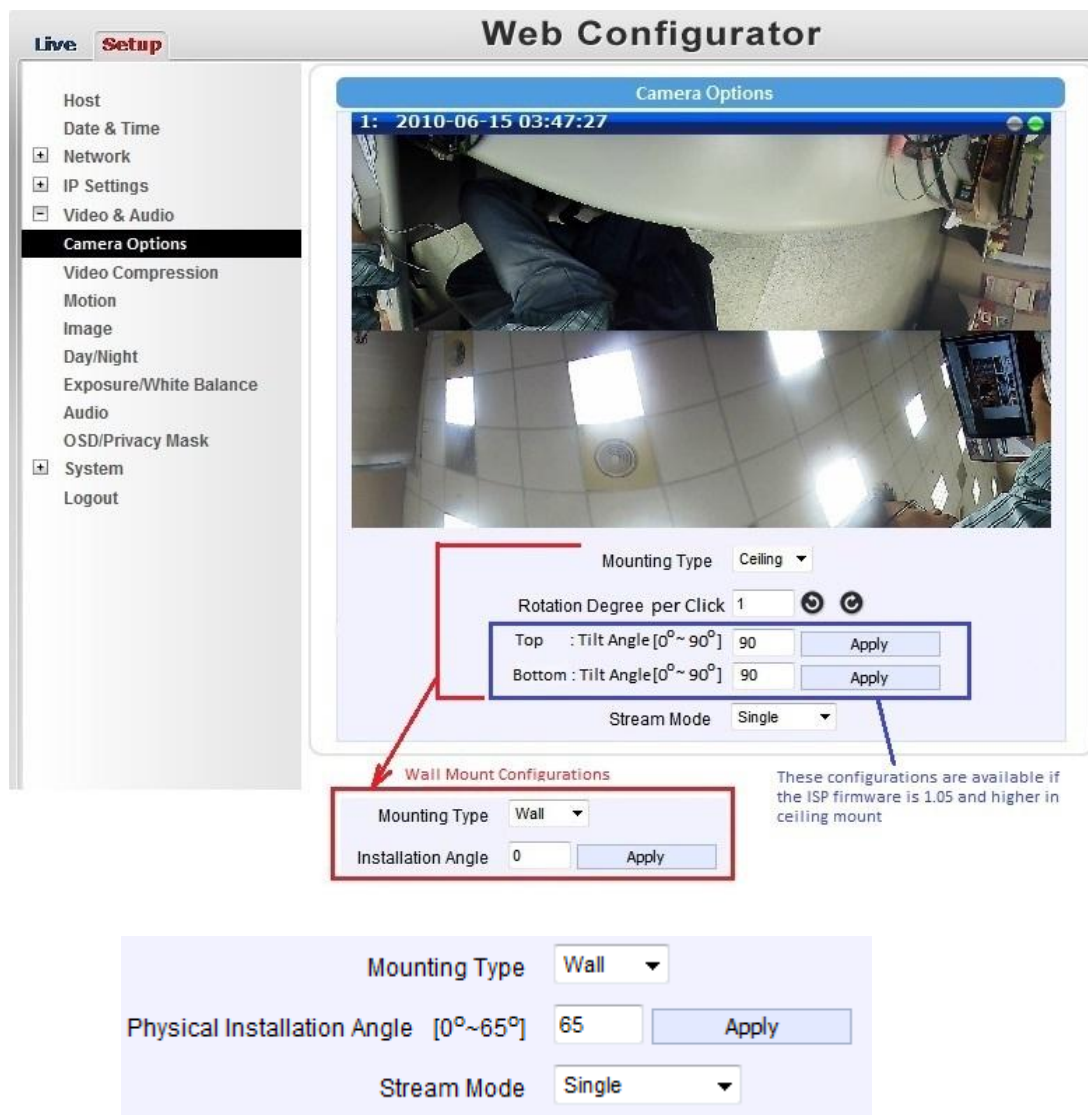 Web Configurator
Live Setup
Host
Date & Time
Network
IP Settings
Video & Audio
Camera Options
Video Compression
Motion
Image
Day/Night
Exposure/White Balance
Audio
OSD/Privacy Mask
System
Logout
Camera Options
1: 2010-06-15 03:47:27
Mounting Type Ceiling
Rotation Degree per Click 1
Top : Tilt Angle[0°~ 90°] 90 Apply
Bottom : Tilt Angle[0°~ 90°] 90 Apply
Stream Mode Single
Wall Mount Configurations
Mounting Type Wall
Installation Angle 0 Apply
These configurations are available if
the ISP firmware is 1.05 and higher in
ceiling mount
Mounting Type Wall
Physical Installation Angle [0°~65°] 65 Apply
Stream Mode Single